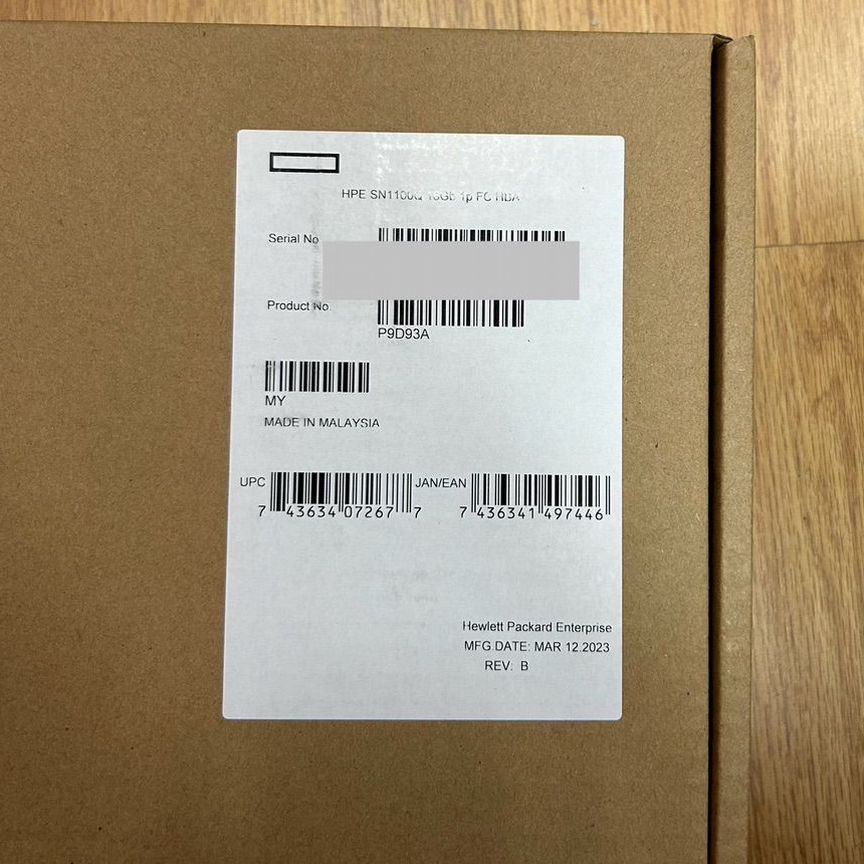 HPE SN1100Q 16Gb 1p FC HBA
Serial No
Product No.
P9D93A
MY
MADE IN MALAYSIA
UPC 7 43634 07267 7 JAN/EAN 7 436341 497446
Hewlett Packard Enterprise
MFG.DATE: MAR.12.2023
REV: B